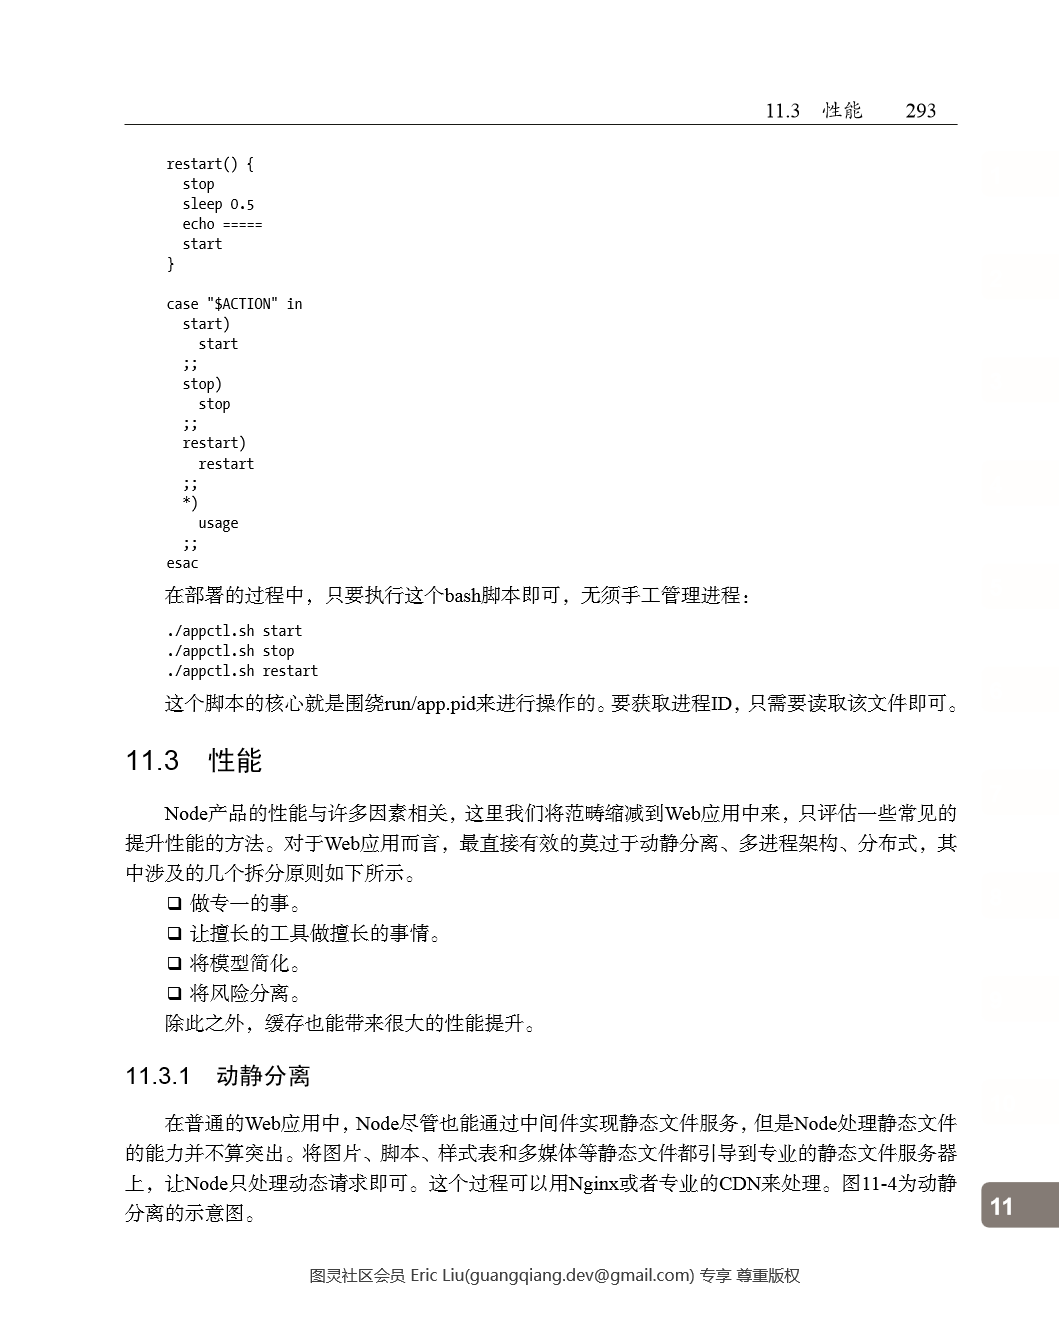 11.3 性能 293
restart() {
  stop
  sleep 0.5
  echo =====
  start
}
case "$ACTION" in
  start)
    start
  ;;
  stop)
    stop
  ;;
  restart)
    restart
  ;;
  *)
    usage
  ;;
esac
在部署的过程中，只要执行这个bash脚本即可，无须手工管理进程：
./appctl.sh start
./appctl.sh stop
./appctl.sh restart
这个脚本的核心就是围绕run/app.pid来进行操作的。要获取进程ID，只需要读取该文件即可。
11.3 性能
Node产品的性能与许多因素相关，这里我们将范畴缩减到Web应用中来，只评估一些常见的
提升性能的方法。对于Web应用而言，最直接有效的莫过于动静分离、多进程架构、分布式，其
中涉及的几个拆分原则如下所示。
❑ 做专一的事。
❑ 让擅长的工具做擅长的事情。
❑ 将模型简化。
❑ 将风险分离。
除此之外，缓存也能带来很大的性能提升。
11.3.1 动静分离
在普通的Web应用中，Node尽管也能通过中间件实现静态文件服务，但是Node处理静态文件
的能力并不算突出。将图片、脚本、样式表和多媒体等静态文件都引导到专业的静态文件服务器
上，让Node只处理动态请求即可。这个过程可以用Nginx或者专业的CDN来处理。图11-4为动静
分离的示意图。
11
图灵社区会员 Eric Liu(guangqiang.dev@gmail.com) 专享 尊重版权